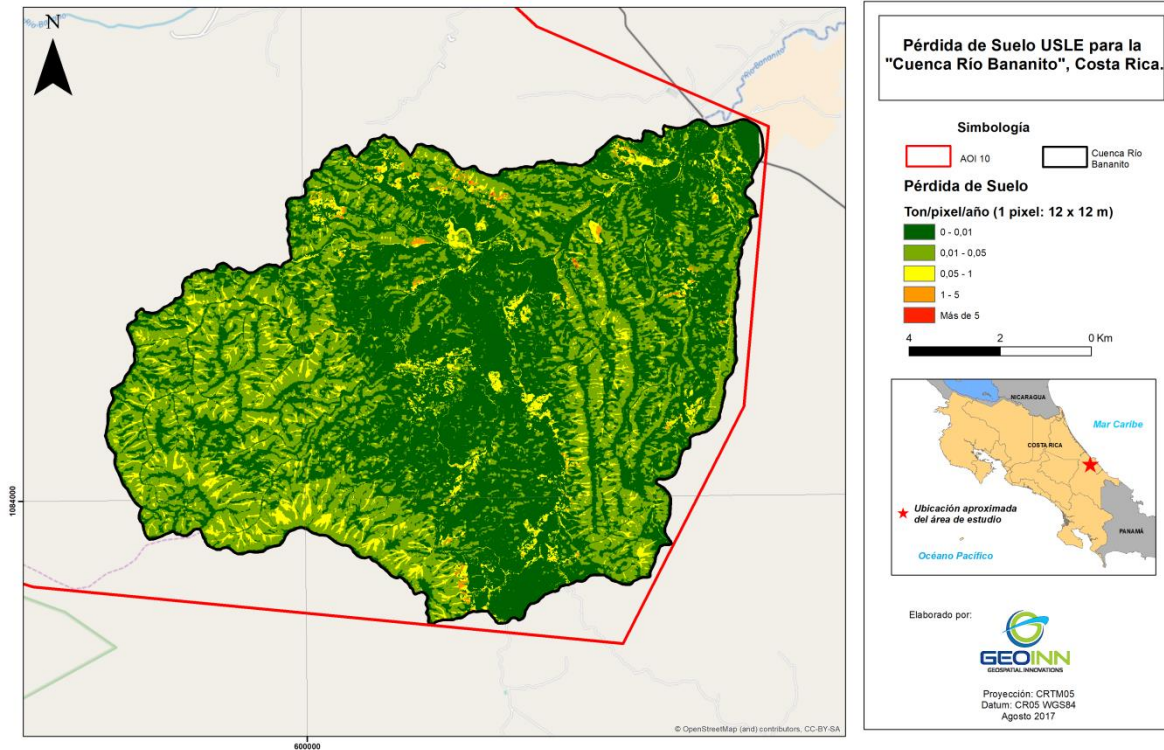 Río Bananito
N
1084000
600000
© OpenStreetMap (and) contributors, CC-BY-SA
Pérdida de Suelo USLE para la
"Cuenca Río Bananito", Costa Rica.
Simbología
AOI 10
Cuenca Río
Bananito
Pérdida de Suelo
Ton/pixel/año (1 pixel: 12 x 12 m)
0 - 0,01
0,01 - 0,05
0,05 - 1
1 - 5
Más de 5
4 2 0 Km
NICARAGUA
Mar Caribe
COSTA RICA
Ubicación aproximada
del área de estudio
PANAMÁ
Océano Pacífico
Elaborado por:
GEOINN
GEOSPATIAL INNOVATIONS
Proyección: CRTM05
Datum: CR05 WGS84
Agosto 2017